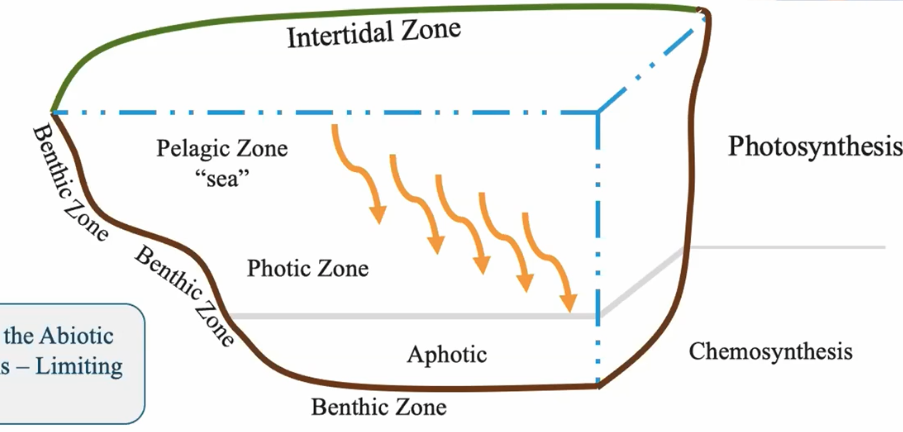 Intertidal Zone
Pelagic Zone
“sea”
Photosynthesis
Benthic Zone
Benthic Zone
Photic Zone
the Abiotic
s – Limiting
Aphotic
Chemosynthesis
Benthic Zone